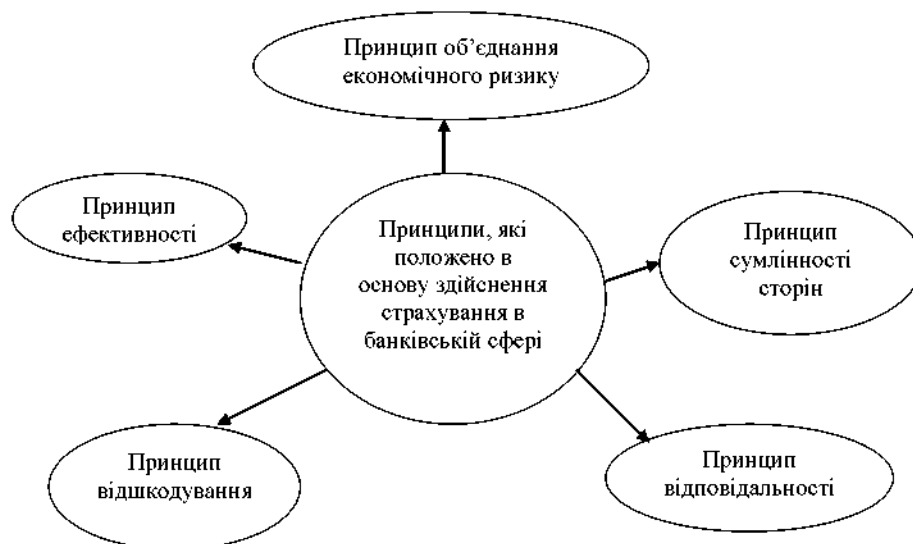 Принцип об’єднання
економічного ризику
Принцип
ефективності
Принципи, які
положено в
основу здійснення
страхування в
банківській сфері
Принцип
сумлінності
сторін
Принцип
відшкодування
Принцип
відповідальності